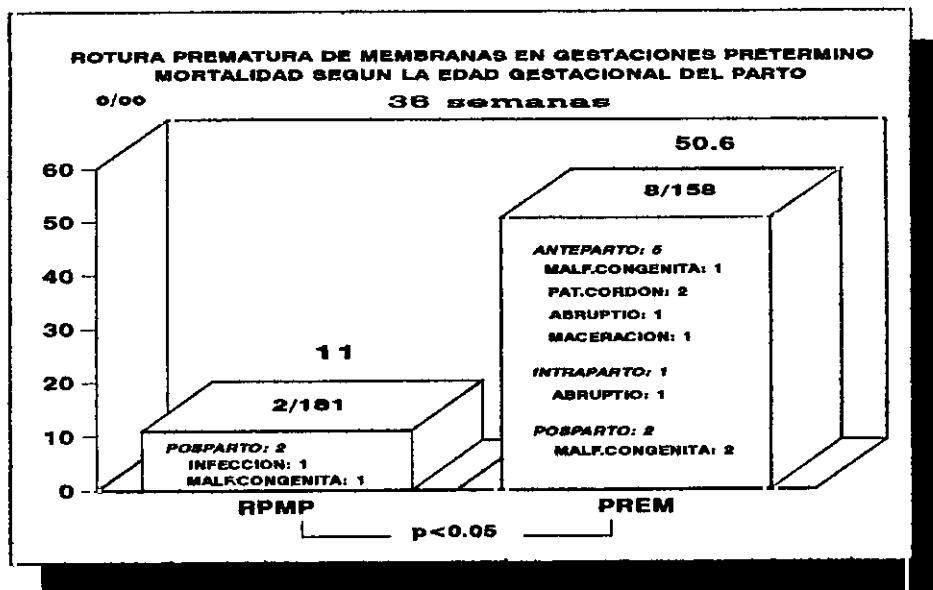 ROTURA PREMATURA DE MEMBRANAS EN GESTACIONES PRETERMINO
MORTALIDAD SEGUN LA EDAD GESTACIONAL DEL PARTO
0/00
36 semanas
60
50
40
30
20
10
0
50.6
8/158
ANTEPARTO: 5
MALF.CONGENITA: 1
PAT.CORDON: 2
ABRUPTIO: 1
MACERACION: 1
INTRAPARTO: 1
ABRUPTIO: 1
POSPARTO: 2
MALF.CONGENITA: 2
11
2/181
POSPARTO: 2
INFECCION: 1
MALF.CONGENITA: 1
RPMP
PREM
p<0.05